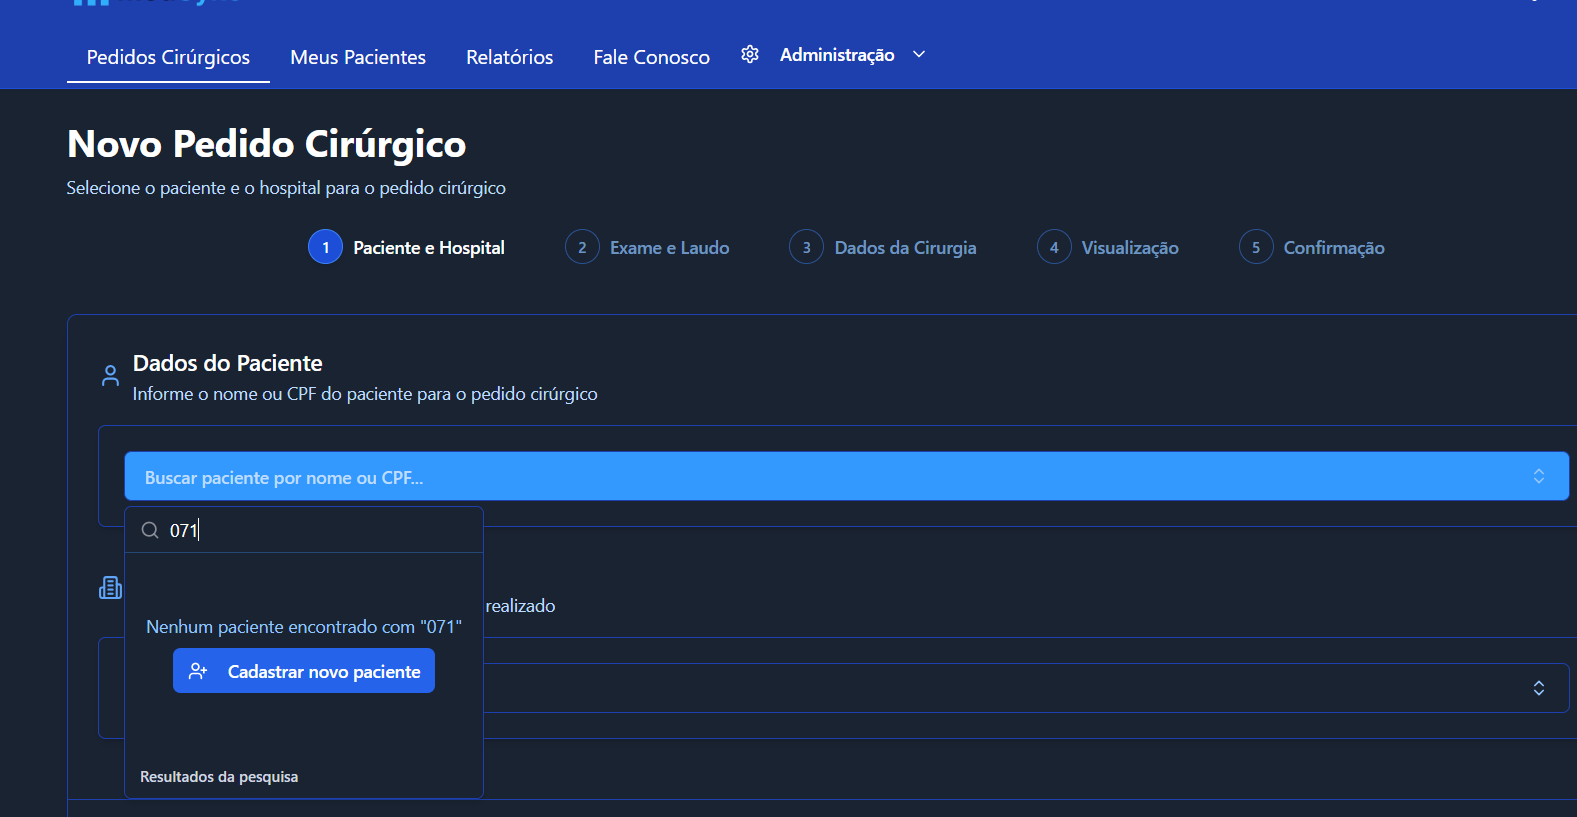 Pedidos Cirúrgicos
Meus Pacientes
Relatórios
Fale Conosco
Administração
Novo Pedido Cirúrgico
Selecione o paciente e o hospital para o pedido cirúrgico
1 Paciente e Hospital
2 Exame e Laudo
3 Dados da Cirurgia
4 Visualização
5 Confirmação
Dados do Paciente
Informe o nome ou CPF do paciente para o pedido cirúrgico
Buscar paciente por nome ou CPF...
071
realizado
Nenhum paciente encontrado com "071"
Cadastrar novo paciente
Resultados da pesquisa